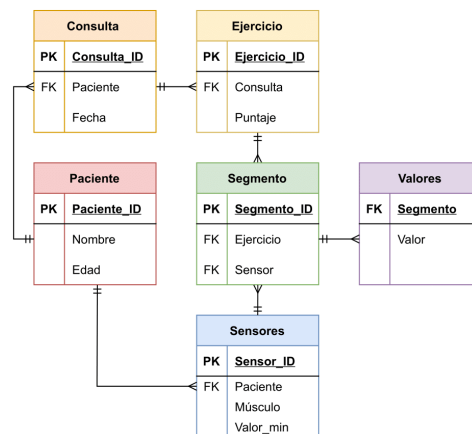 Consulta
PK Consulta_ID
FK Paciente
Fecha
Ejercicio
PK Ejercicio_ID
FK Consulta
Puntaje
Paciente
PK Paciente_ID
Nombre
Edad
Segmento
PK Segmento_ID
FK Ejercicio
FK Sensor
Valores
FK Segmento
Valor
Sensores
PK Sensor_ID
FK Paciente
Músculo
Valor_min